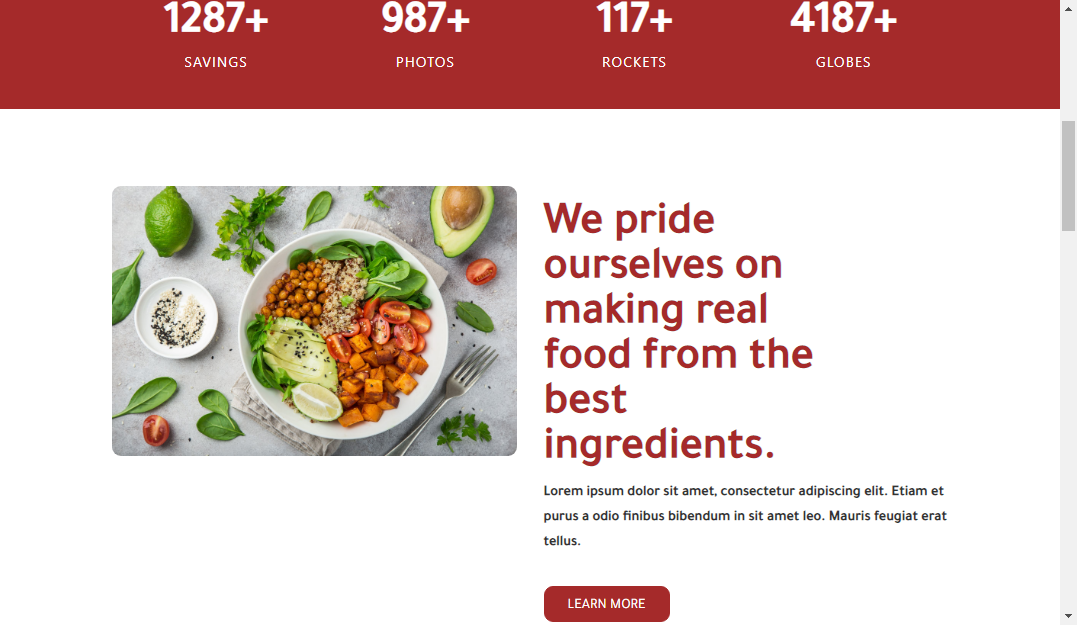 1287+ 987+ 117+ 4187+
SAVINGS PHOTOS ROCKETS GLOBES
We pride
ourselves on
making real
food from the
best
ingredients.
Lorem ipsum dolor sit amet, consectetur adipiscing elit. Etiam et
purus a odio finibus bibendum in sit amet leo. Mauris feugiat erat
tellus.
LEARN MORE